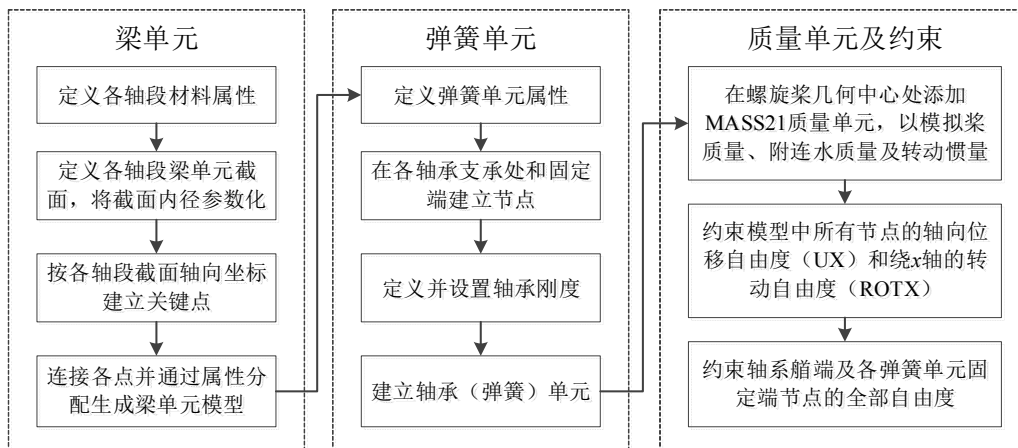 梁单元
定义各轴段材料属性
定义各轴段梁单元截
面，将截面内径参数化
按各轴段截面轴向坐标
建立关键点
连接各点并通过属性分
配生成梁单元模型
弹簧单元
定义弹簧单元属性
在各轴承支承处和固定
端建立节点
定义并设置轴承刚度
建立轴承（弹簧）单元
质量单元及约束
在螺旋桨几何中心处添加
MASS21质量单元，以模拟桨
质量、附连水质量及转动惯量
约束模型中所有节点的轴向位
移自由度（UX）和绕x轴的转
动自由度（ROTX）
约束轴系艏端及各弹簧单元固
定端节点的全部自由度